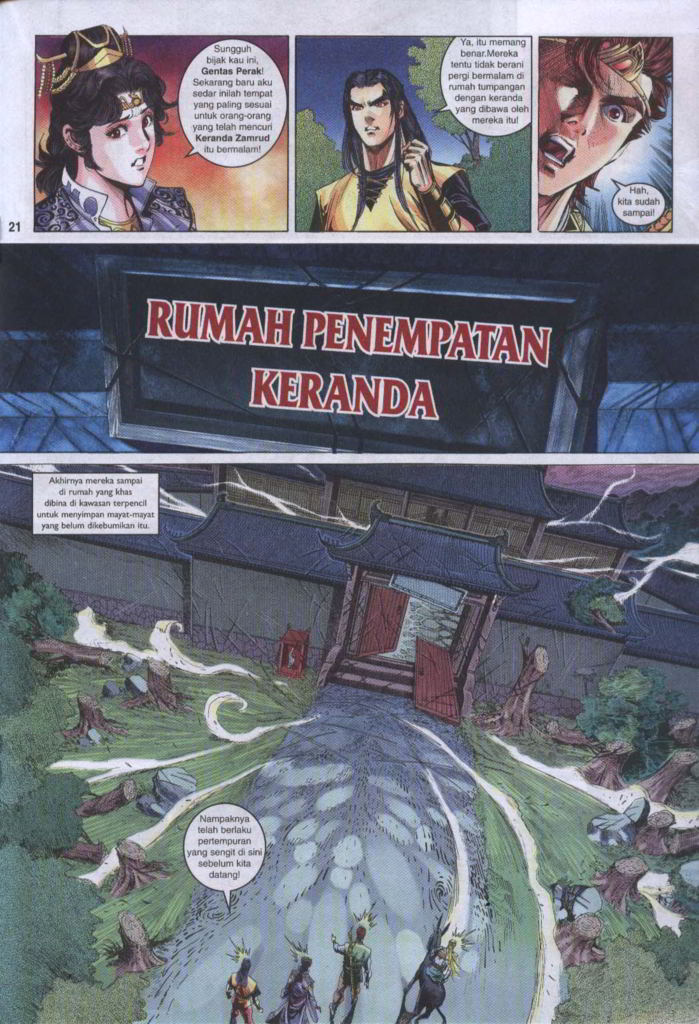 Sungguh
bijak kau ini,
Gentas Perak!
Sekarang baru aku
sedar inilah tempat
yang paling sesuai
untuk orang-orang
yang telah mencuri
Keranda Zamrud
itu bermalam!
Ya, itu memang
benar.Mereka
tentu tidak berani
pergi bermalam di
rumah tumpangan
dengan keranda
yang dibawa oleh
mereka itu!
Hah,
kita sudah
sampai!
21
RUMAH PENEMPATAN
KERANDA
Akhirnya mereka sampai
di rumah yang khas
dibina di kawasan terpencil
untuk menyimpan mayat-mayat
yang belum dikebumikan itu.
Nampaknya
telah berlaku
pertempuran
yang sengit di sini
sebelum kita
datang!